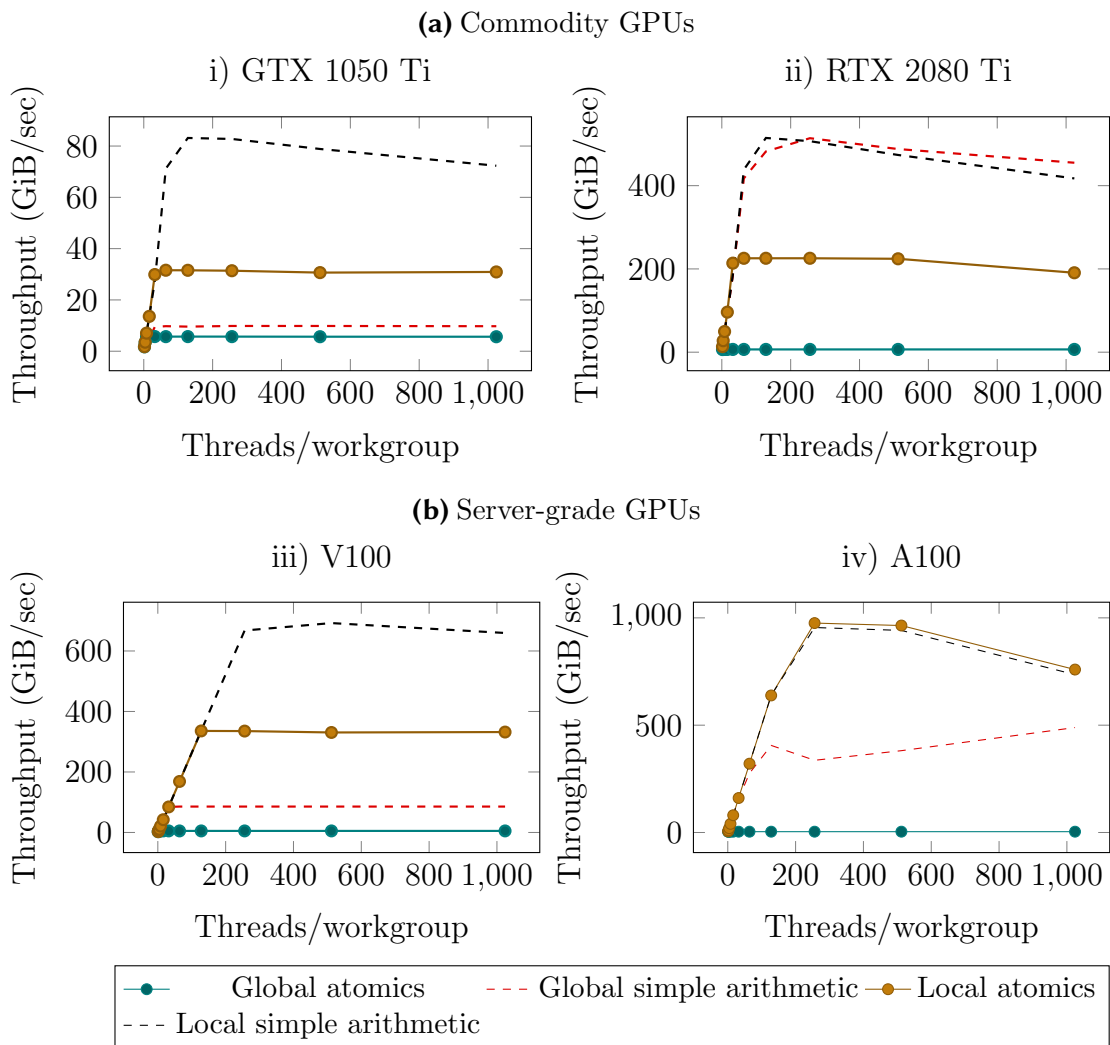 (a) Commodity GPUs
i) GTX 1050 Ti
ii) RTX 2080 Ti
Throughput (GiB/sec)
80
60
40
20
0
0 200 400 600 800 1,000
Threads/workgroup
Throughput (GiB/sec)
400
200
0
0 200 400 600 800 1,000
Threads/workgroup
(b) Server-grade GPUs
iii) V100
iv) A100
Throughput (GiB/sec)
600
400
200
0
0 200 400 600 800 1,000
Threads/workgroup
Throughput (GiB/sec)
1,000
500
0
0 200 400 600 800 1,000
Threads/workgroup
Global atomics Global simple arithmetic Local atomics
Local simple arithmetic